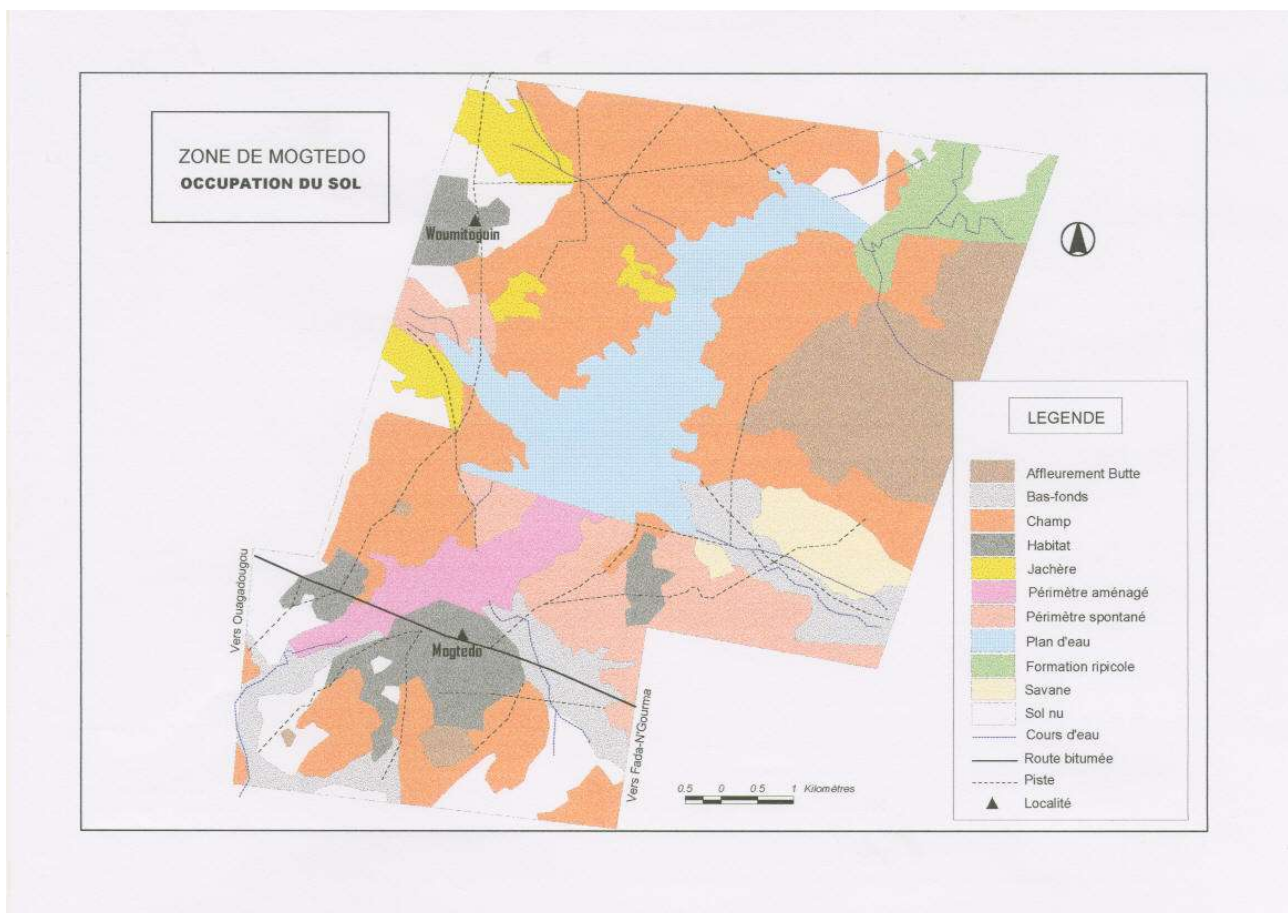 ZONE DE MOGTEDO
OCCUPATION DU SOL
Woumitoguin
LEGENDE
Affleurement Butte
Bas-fonds
Champ
Habitat
Jachère
Périmètre aménagé
Périmètre spontané
Plan d'eau
Formation ripicole
Savane
Sol nu
Cours d'eau
Route bitumée
Piste
Localité
Vers Ouagadougou
Mogtedo
Vers Fada-N'Gourma
0.5 0 0.5 1 Kilomètres